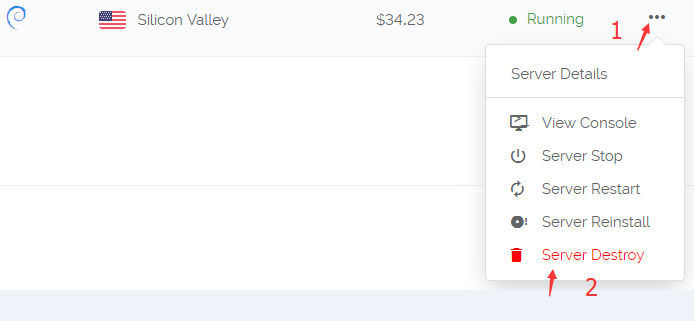 Silicon Valley $34.23 Running
1
Server Details
View Console
Server Stop
Server Restart
Server Reinstall
Server Destroy
2